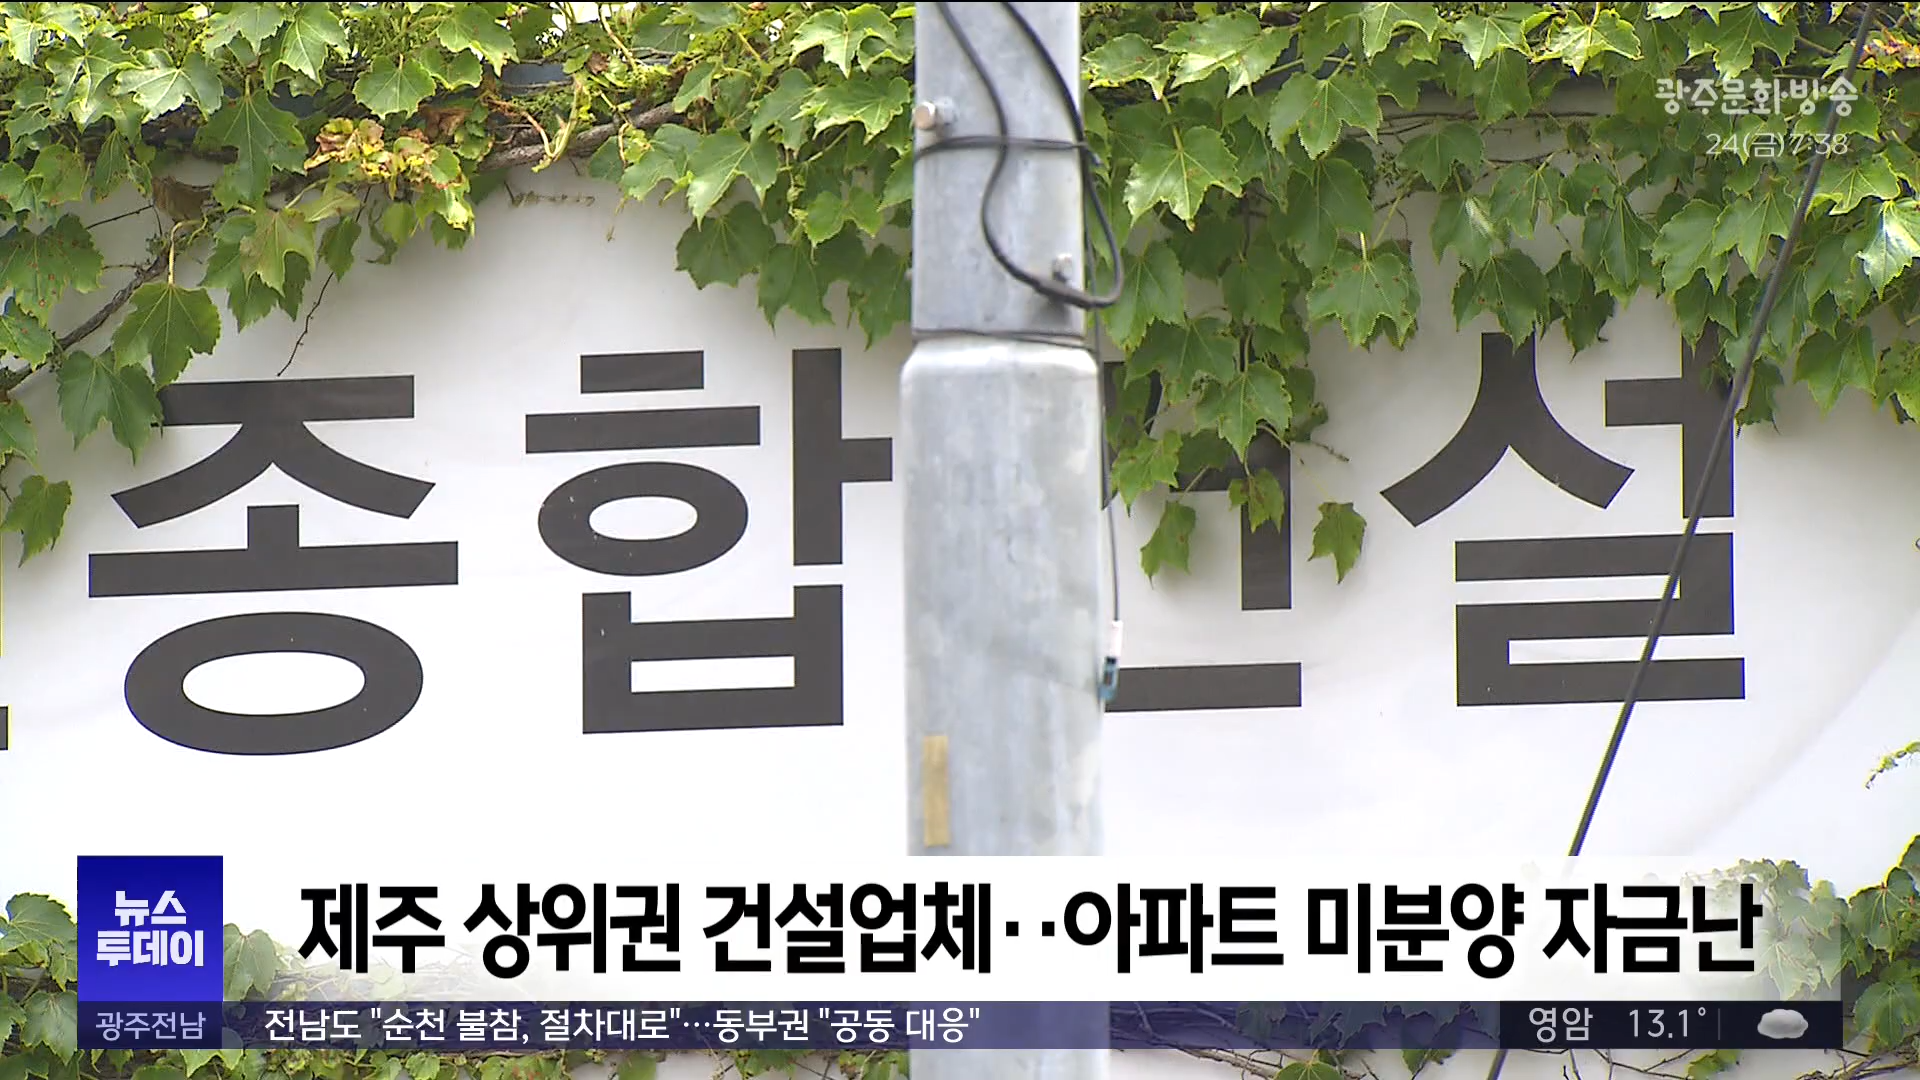 광주문화방송
24(금)7:38
종합건설
뉴스
투데이
제주 상위권 건설업체‥아파트 미분양 자금난
광주전남
전남도 "순천 불참, 절차대로"…동부권 "공동 대응"
영암 13.1°